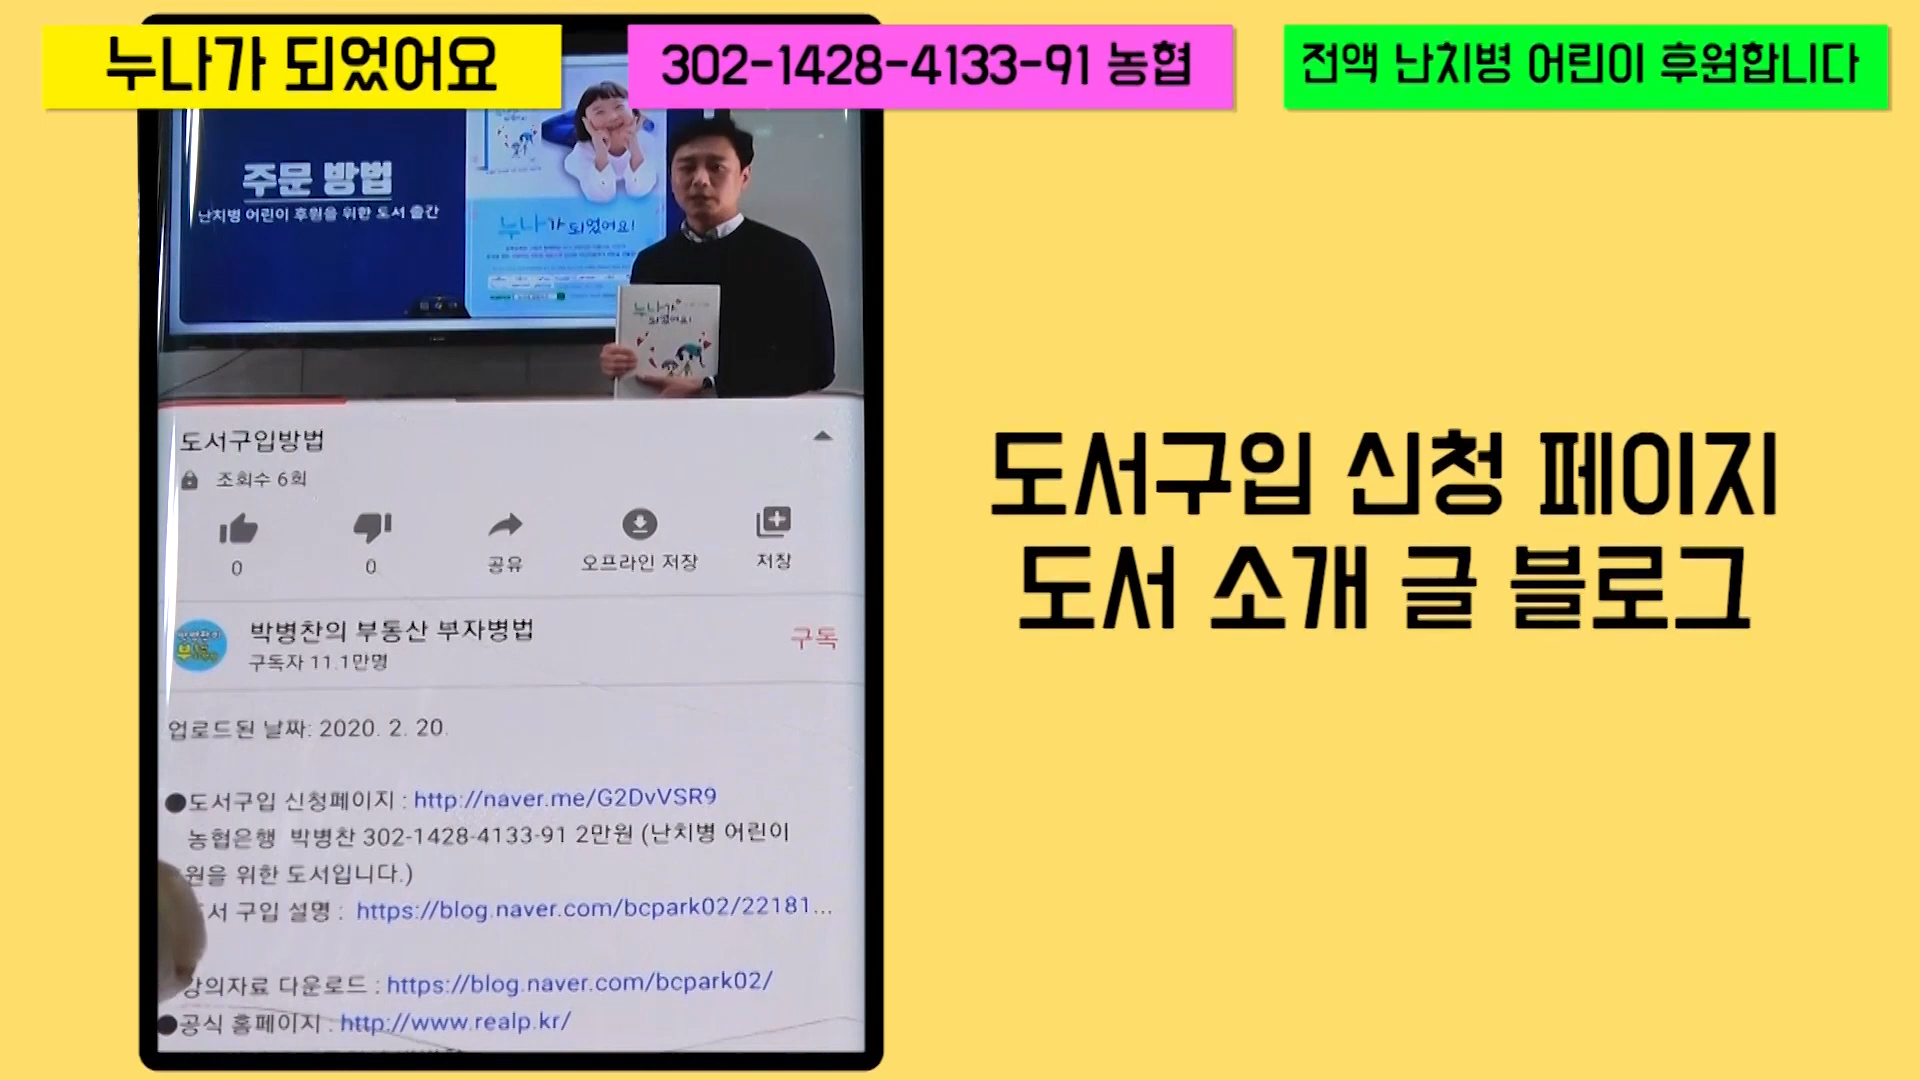 누나가 되었어요
302-1428-4133-91 농협
전액 난치병 어린이 후원합니다
주문 방법
난치병 어린이 후원을 위한 도서 출간
누나가 되었어요!
누나가
되었어요!
도서구입방법
조회수 6회
0
0
공유
오프라인 저장
저장
박병찬의 부동산 부자병법
구독자 11.1만명
구독
업로드된 날짜: 2020. 2. 20.
●도서구입 신청페이지 : http://naver.me/G2DvVSR9
농협은행 박병찬 302-1428-4133-91 2만원 (난치병 어린이
원을 위한 도서입니다.)
서 구입 설명 : https://blog.naver.com/bcpark02/22181...
강의자료 다운로드 : https://blog.naver.com/bcpark02/
●공식 홈페이지 : http://www.realp.kr/
도서구입 신청 페이지
도서 소개 글 블로그